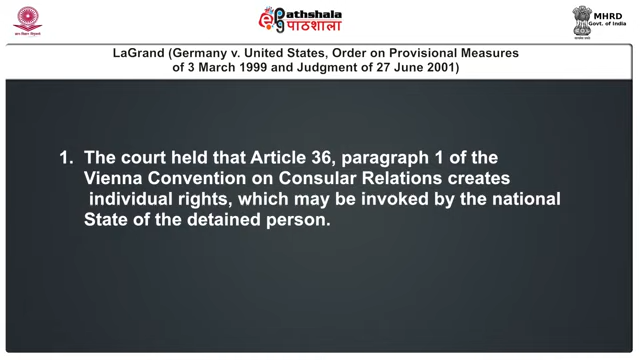 Pathshala
पाठशाला
MHRD
Govt. of India
LaGrand (Germany v. United States, Order on Provisional Measures
of 3 March 1999 and Judgment of 27 June 2001)
1. The court held that Article 36, paragraph 1 of the
Vienna Convention on Consular Relations creates
individual rights, which may be invoked by the national
State of the detained person.